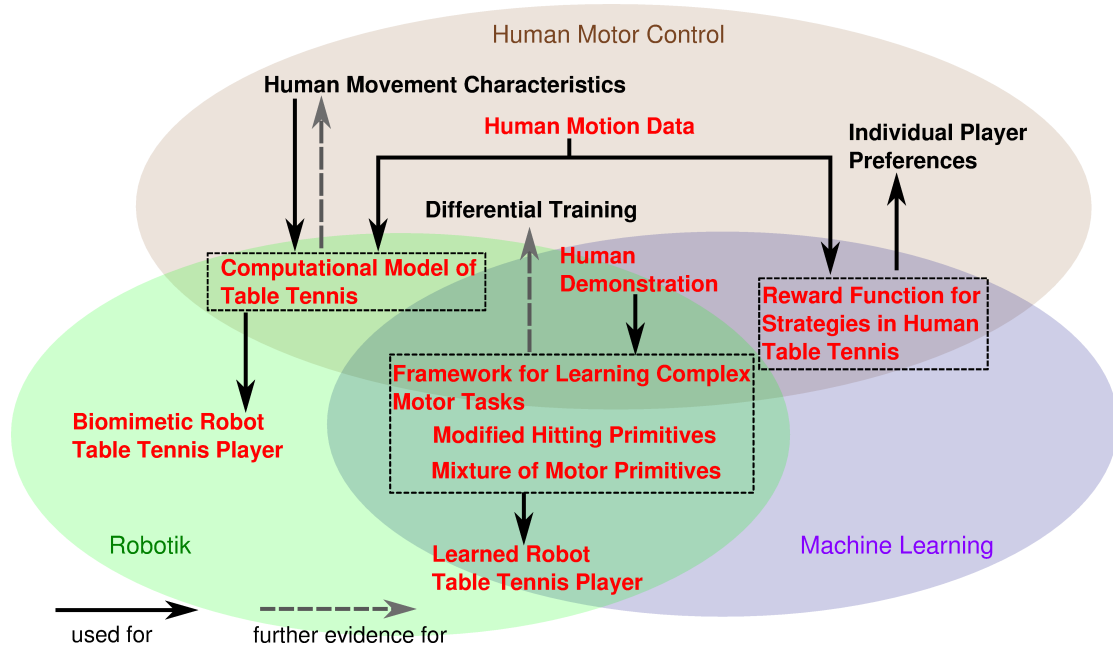 Human Motor Control
Human Movement Characteristics
Human Motion Data
Individual Player
Preferences
Differential Training
Human
Demonstration
Computational Model of
Table Tennis
Reward Function for
Strategies in Human
Table Tennis
Framework for Learning Complex
Motor Tasks
Modified Hitting Primitives
Mixture of Motor Primitives
Biomimetic Robot
Table Tennis Player
Robotik
Learned Robot
Table Tennis Player
Machine Learning
used for
further evidence for